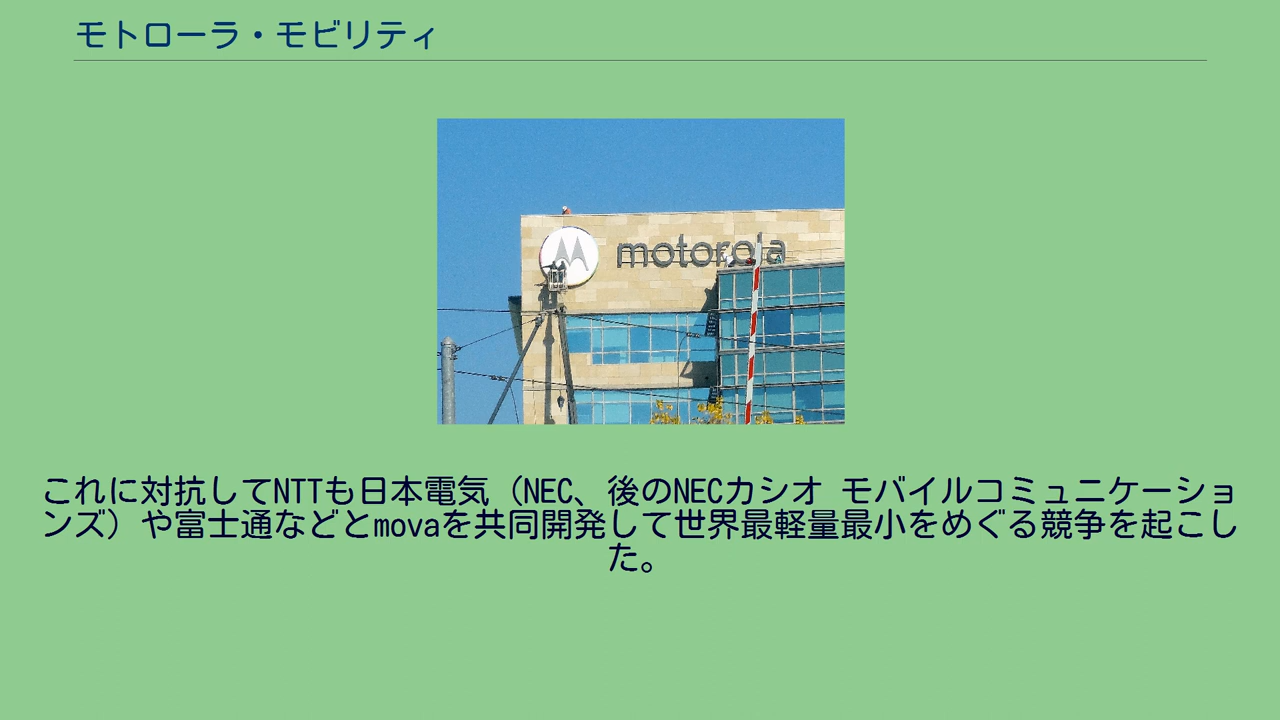 モトローラ・モビリティ
motorola
これに対抗してNTTも日本電気（NEC、後のNECカシオ モバイルコミュニケーショ
ンズ）や富士通などとmovaを共同開発して世界最軽量最小をめぐる競争を起こし
た。